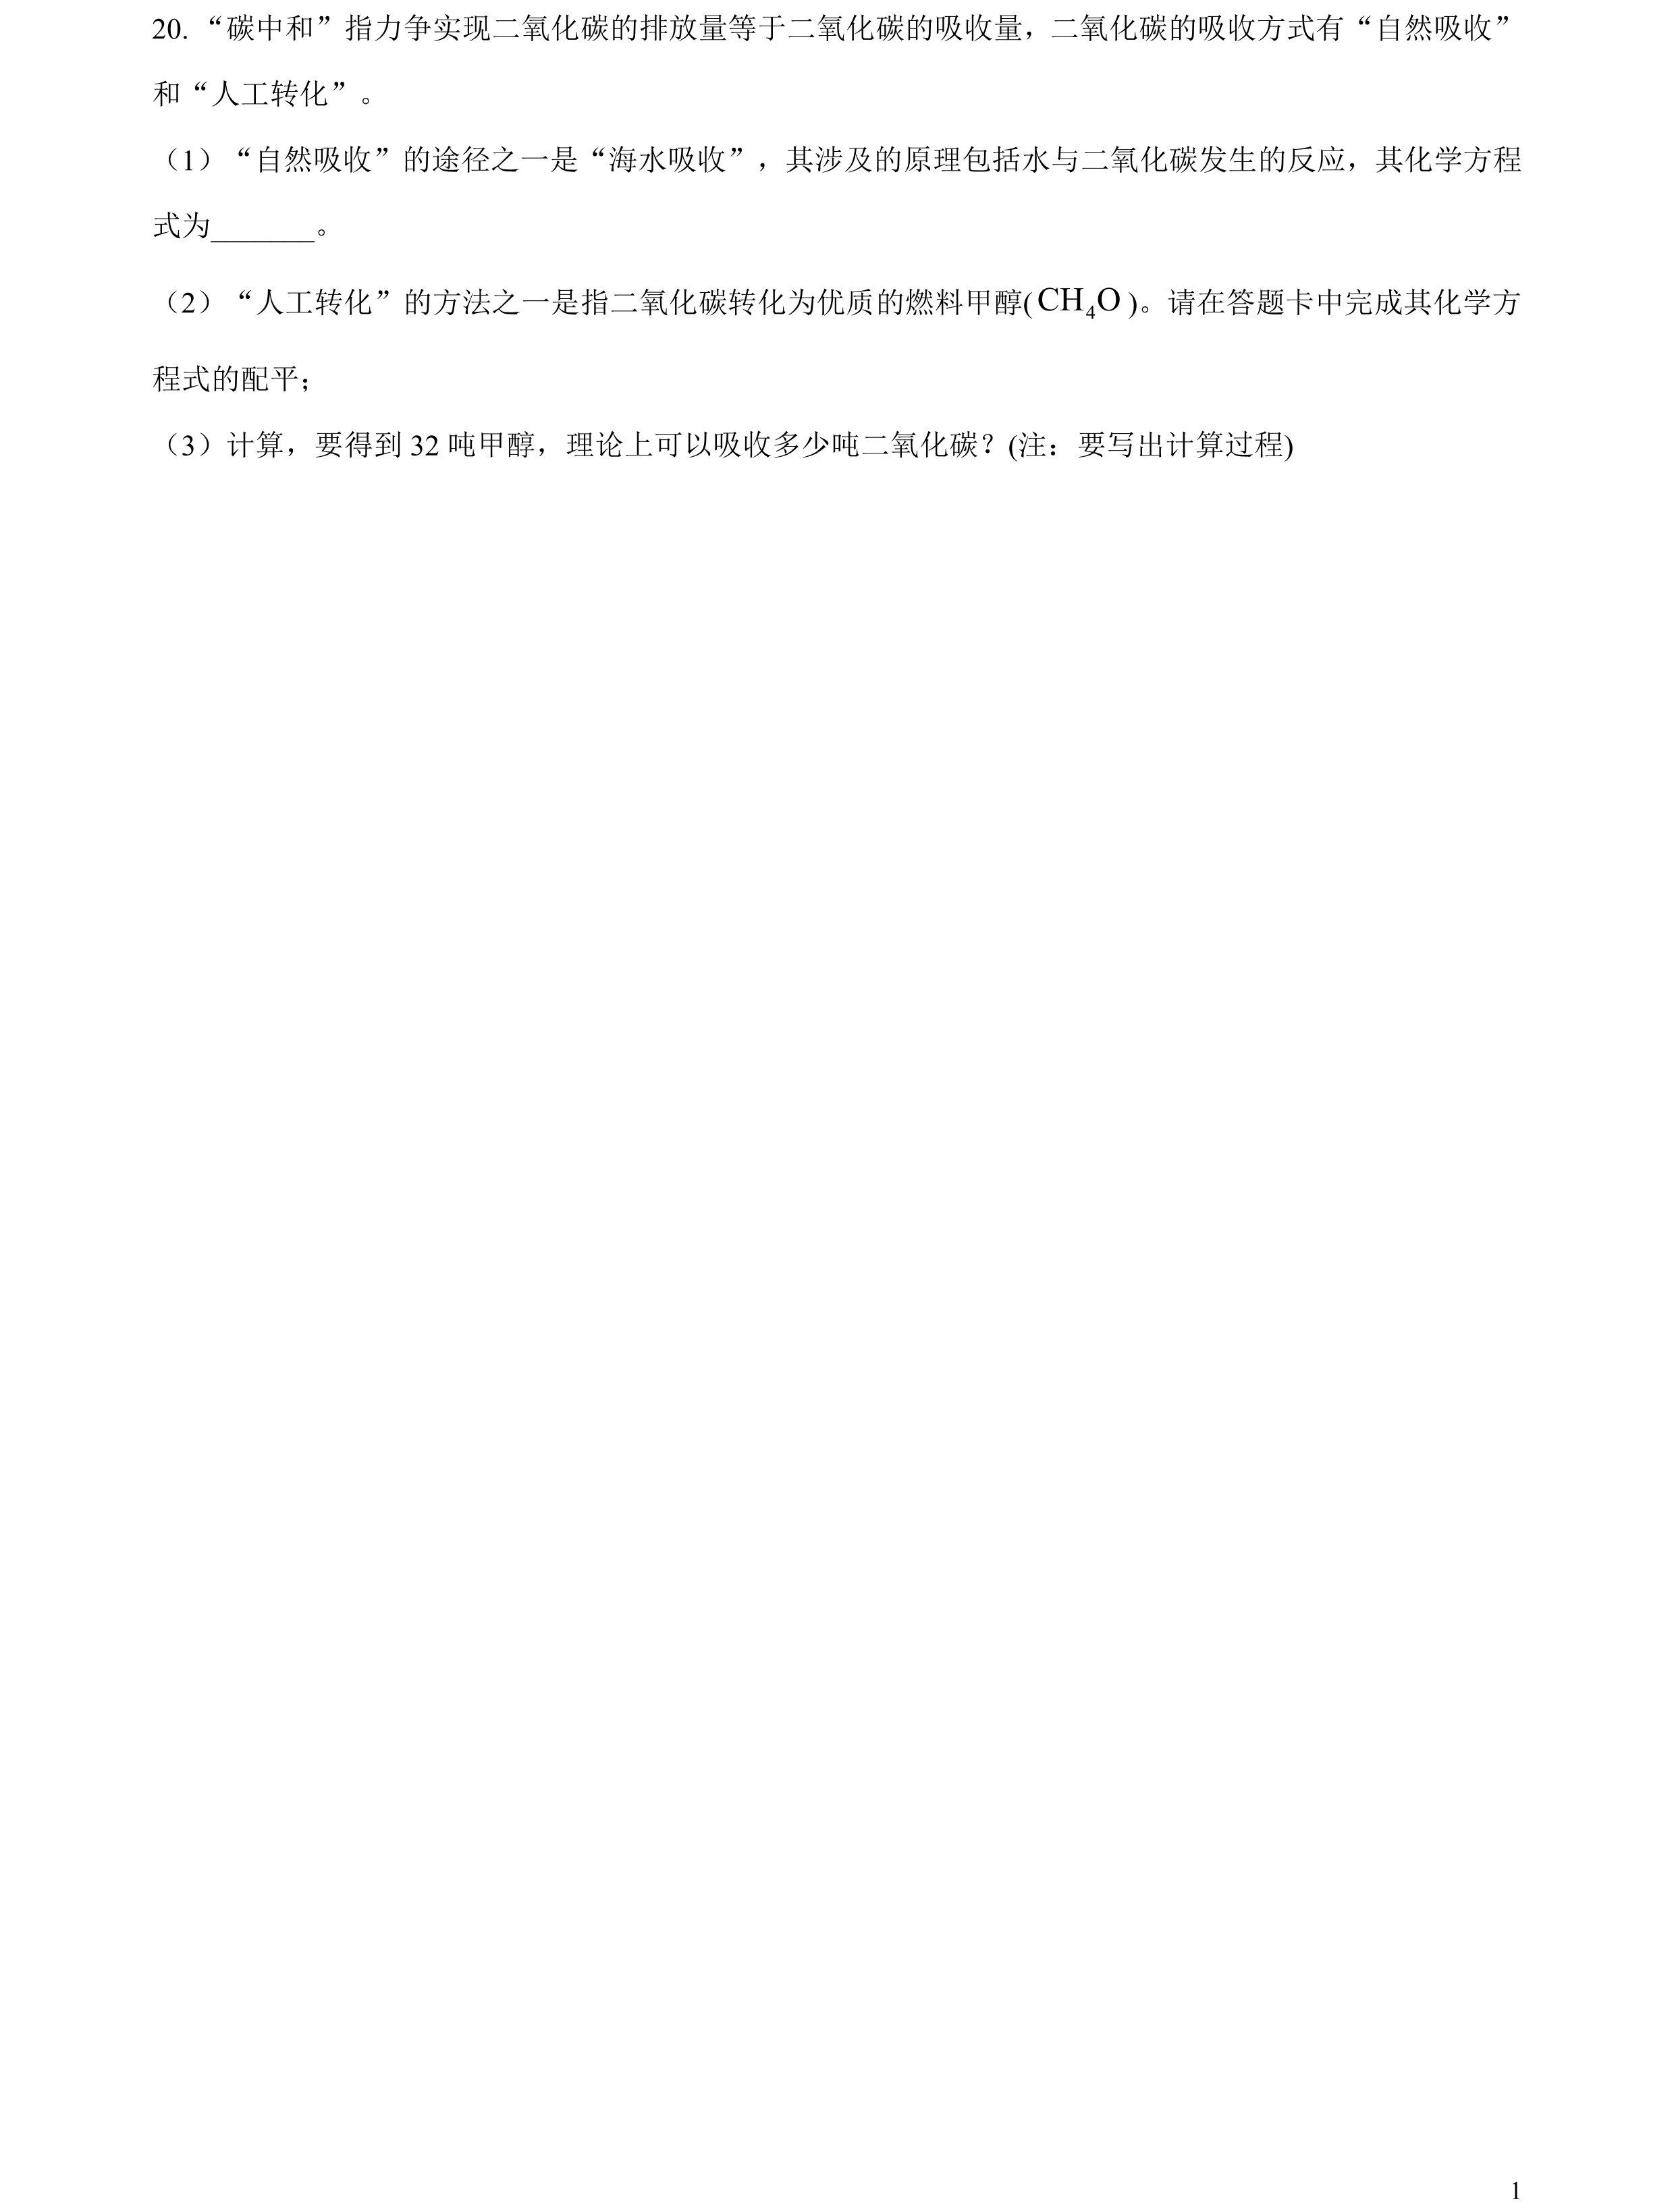 20. “碳中和”指力争实现二氧化碳的排放量等于二氧化碳的吸收量，二氧化碳的吸收方式有“自然吸收”
和“人工转化”。
（1）“自然吸收”的途径之一是“海水吸收”，其涉及的原理包括水与二氧化碳发生的反应，其化学方程
式为_______。
（2）“人工转化”的方法之一是指二氧化碳转化为优质的燃料甲醇(CH₄O)。请在答题卡中完成其化学方
程式的配平；
（3）计算，要得到 32 吨甲醇，理论上可以吸收多少吨二氧化碳？(注：要写出计算过程)
1